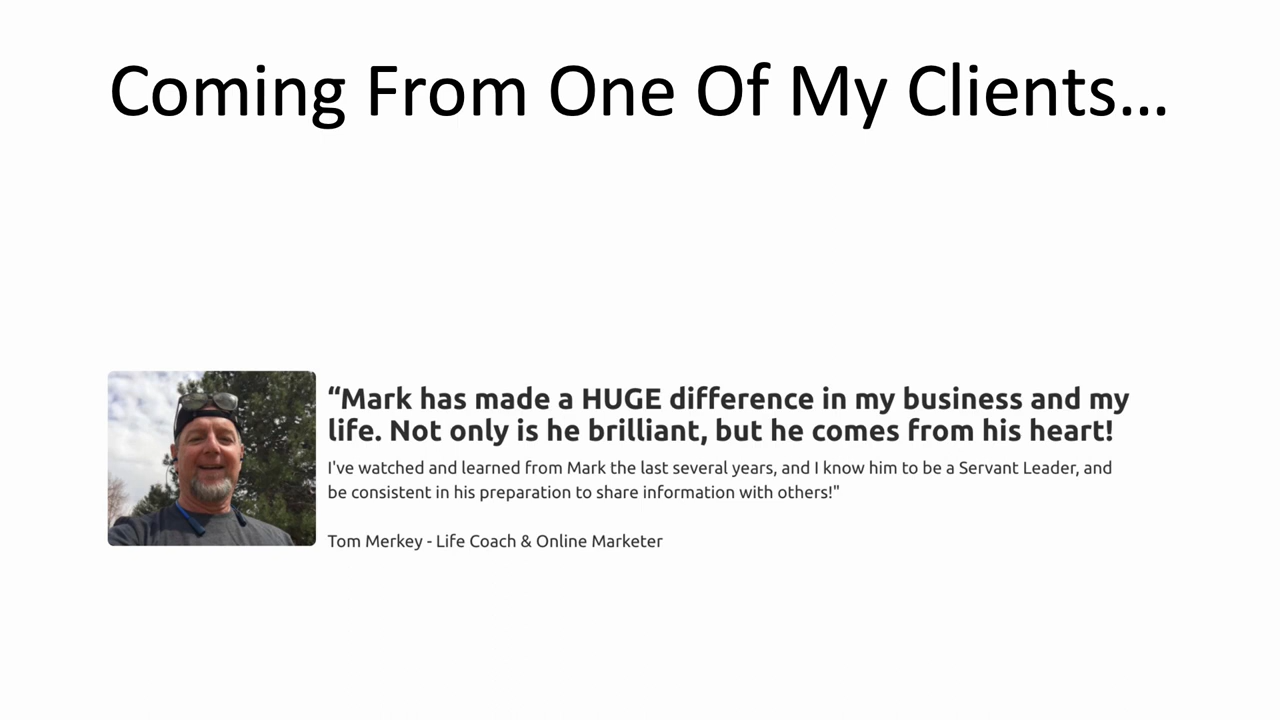 Coming From One Of My Clients...
“Mark has made a HUGE difference in my business and my
life. Not only is he brilliant, but he comes from his heart!
I've watched and learned from Mark the last several years, and I know him to be a Servant Leader, and
be consistent in his preparation to share information with others!"
Tom Merkey - Life Coach & Online Marketer